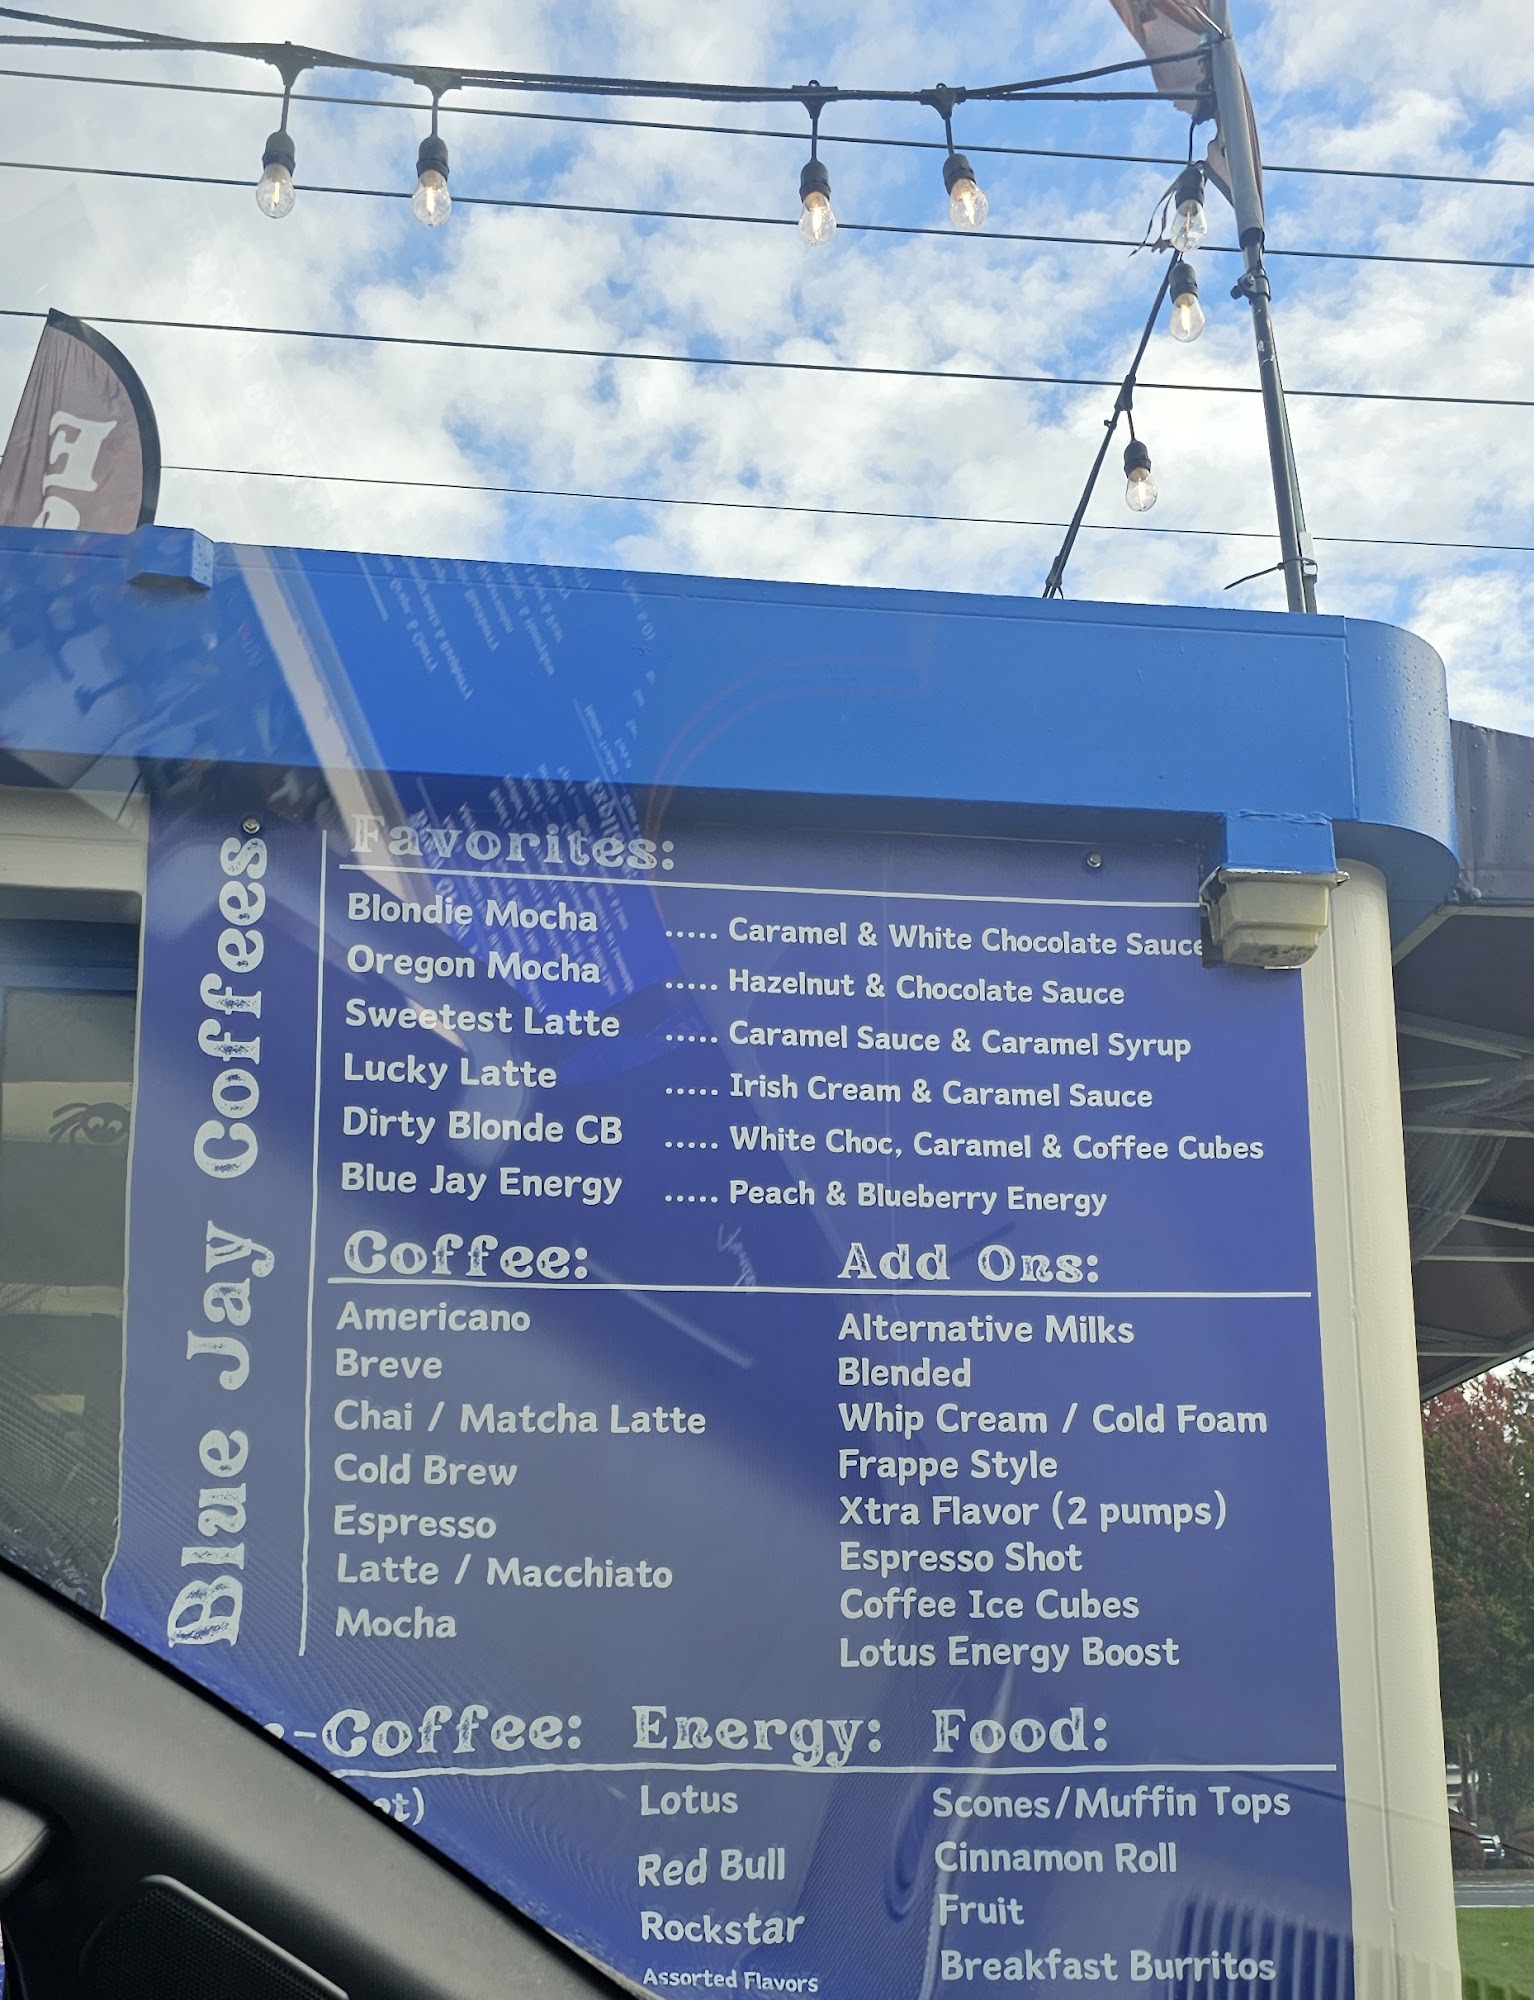 Blue Jay Coffees
Favorites:
Blondie Mocha ..... Caramel & White Chocolate Sauce
Oregon Mocha ..... Hazelnut & Chocolate Sauce
Sweetest Latte ..... Caramel Sauce & Caramel Syrup
Lucky Latte ..... Irish Cream & Caramel Sauce
Dirty Blonde CB ..... White Choc, Caramel & Coffee Cubes
Blue Jay Energy ..... Peach & Blueberry Energy
Coffee:
Americano
Breve
Chai / Matcha Latte
Cold Brew
Espresso
Latte / Macchiato
Mocha
Add Ons:
Alternative Milks
Blended
Whip Cream / Cold Foam
Frappe Style
Xtra Flavor (2 pumps)
Espresso Shot
Coffee Ice Cubes
Lotus Energy Boost
-Coffee:
Energy:
Lotus
Red Bull
Rockstar
Assorted Flavors
Food:
Scones/Muffin Tops
Cinnamon Roll
Fruit
Breakfast Burritos